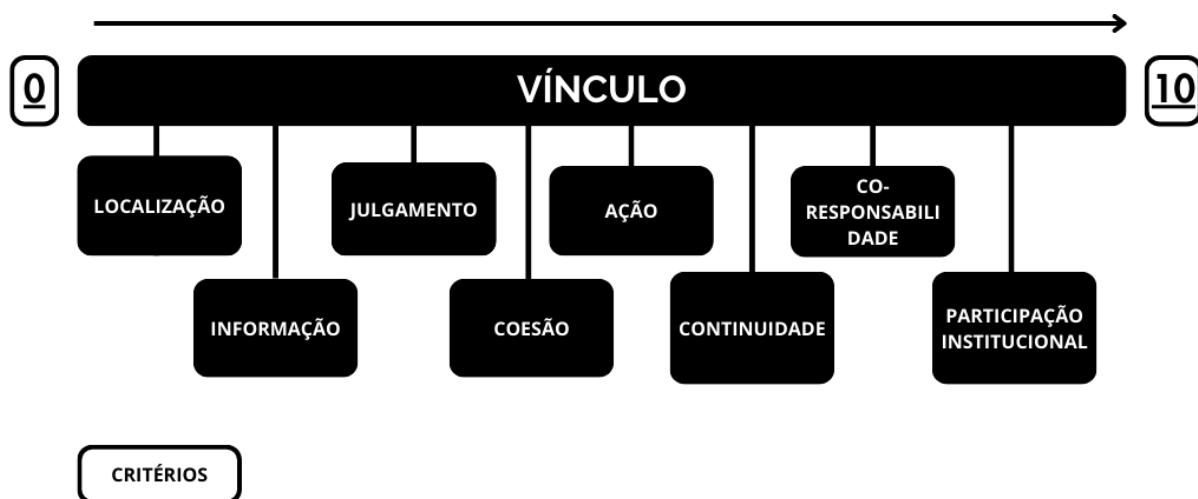 0
VÍNCULO
10
LOCALIZAÇÃO
JULGAMENTO
AÇÃO
CO-
RESPONSABILI
DADE
INFORMAÇÃO
COESÃO
CONTINUIDADE
PARTICIPAÇÃO
INSTITUCIONAL
CRITÉRIOS